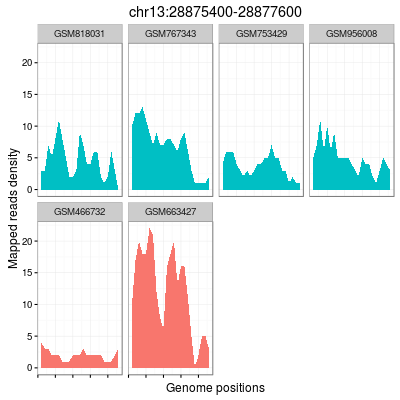 chr13:28875400-28877600
GSM818031 GSM767343 GSM753429 GSM956008
20
15
10
5
0
GSM466732 GSM663427
20
15
10
5
0
Mapped reads density
Genome positions